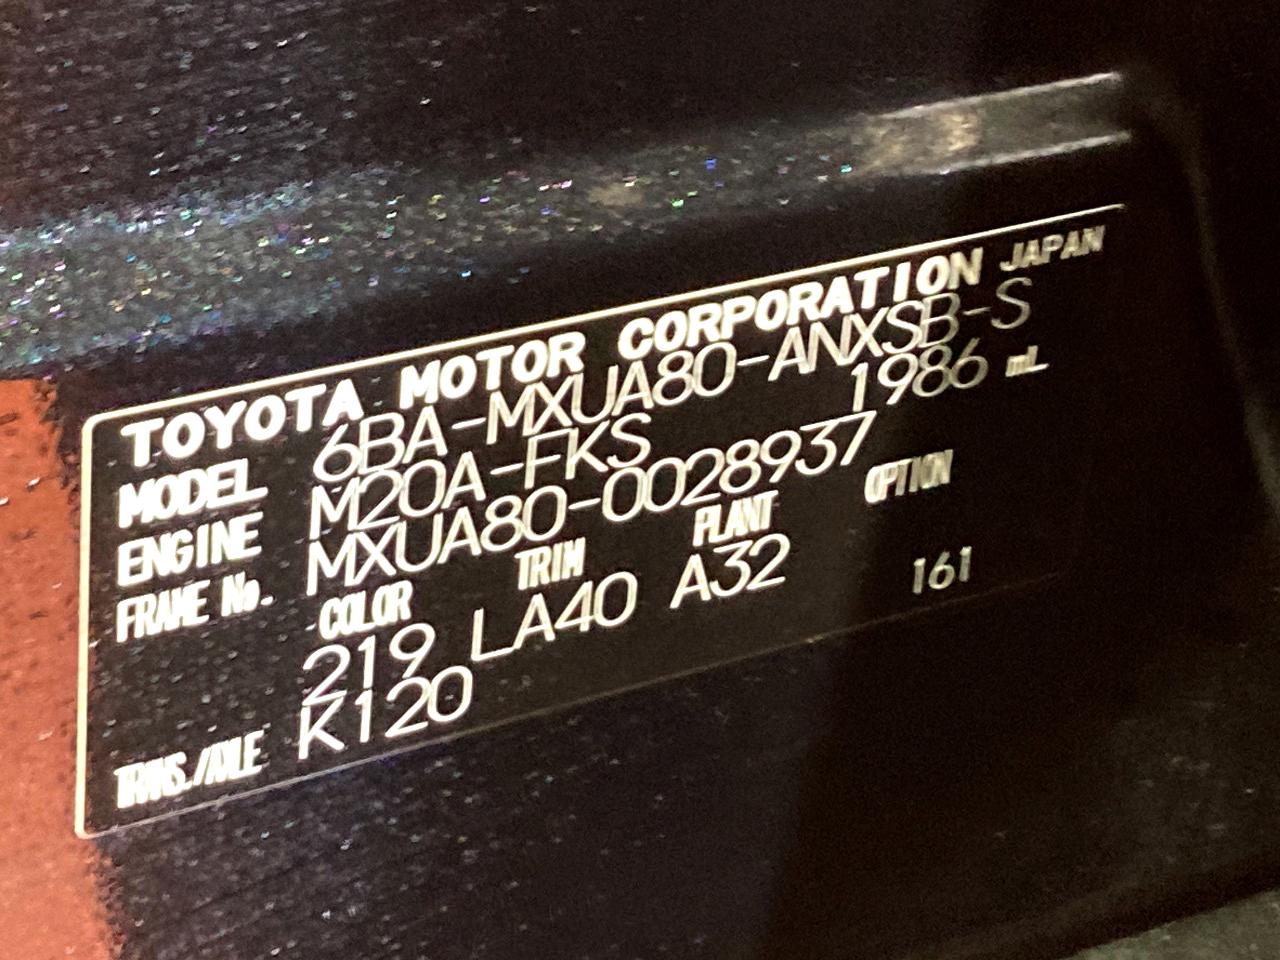 TOYOTA MOTOR CORPORATION JAPAN
MODEL 6BA-MXUA80-ANXSB-S
ENGINE M20A-FKS 1986 mL
FRAME No. MXUA80-0028937
COLOR TRIM PLANT OPTION
219 LA40 A32 161
TRANS./AXLE K120